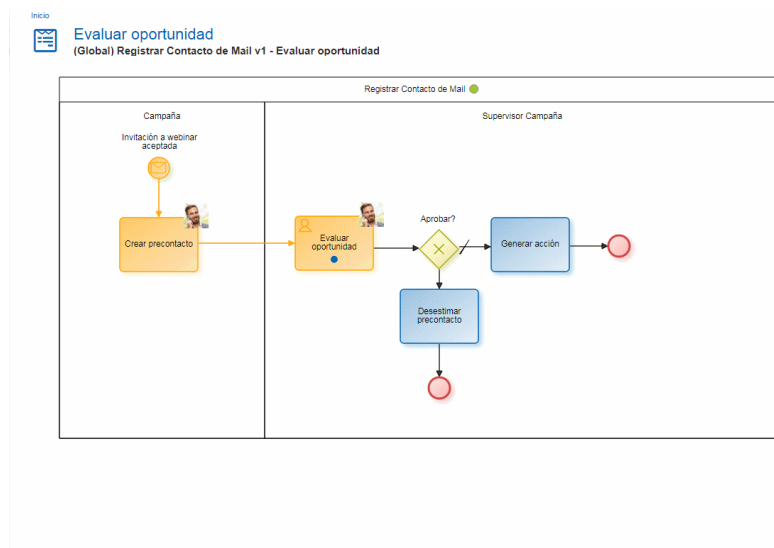 Inicio
Evaluar oportunidad
(Global) Registrar Contacto de Mail v1 - Evaluar oportunidad
Registrar Contacto de Mail
Campaña
Supervisor Campaña
Invitación a webinar
aceptada
Crear precontacto
Evaluar
oportunidad
Aprobar?
Generar acción
Desestimar
precontacto